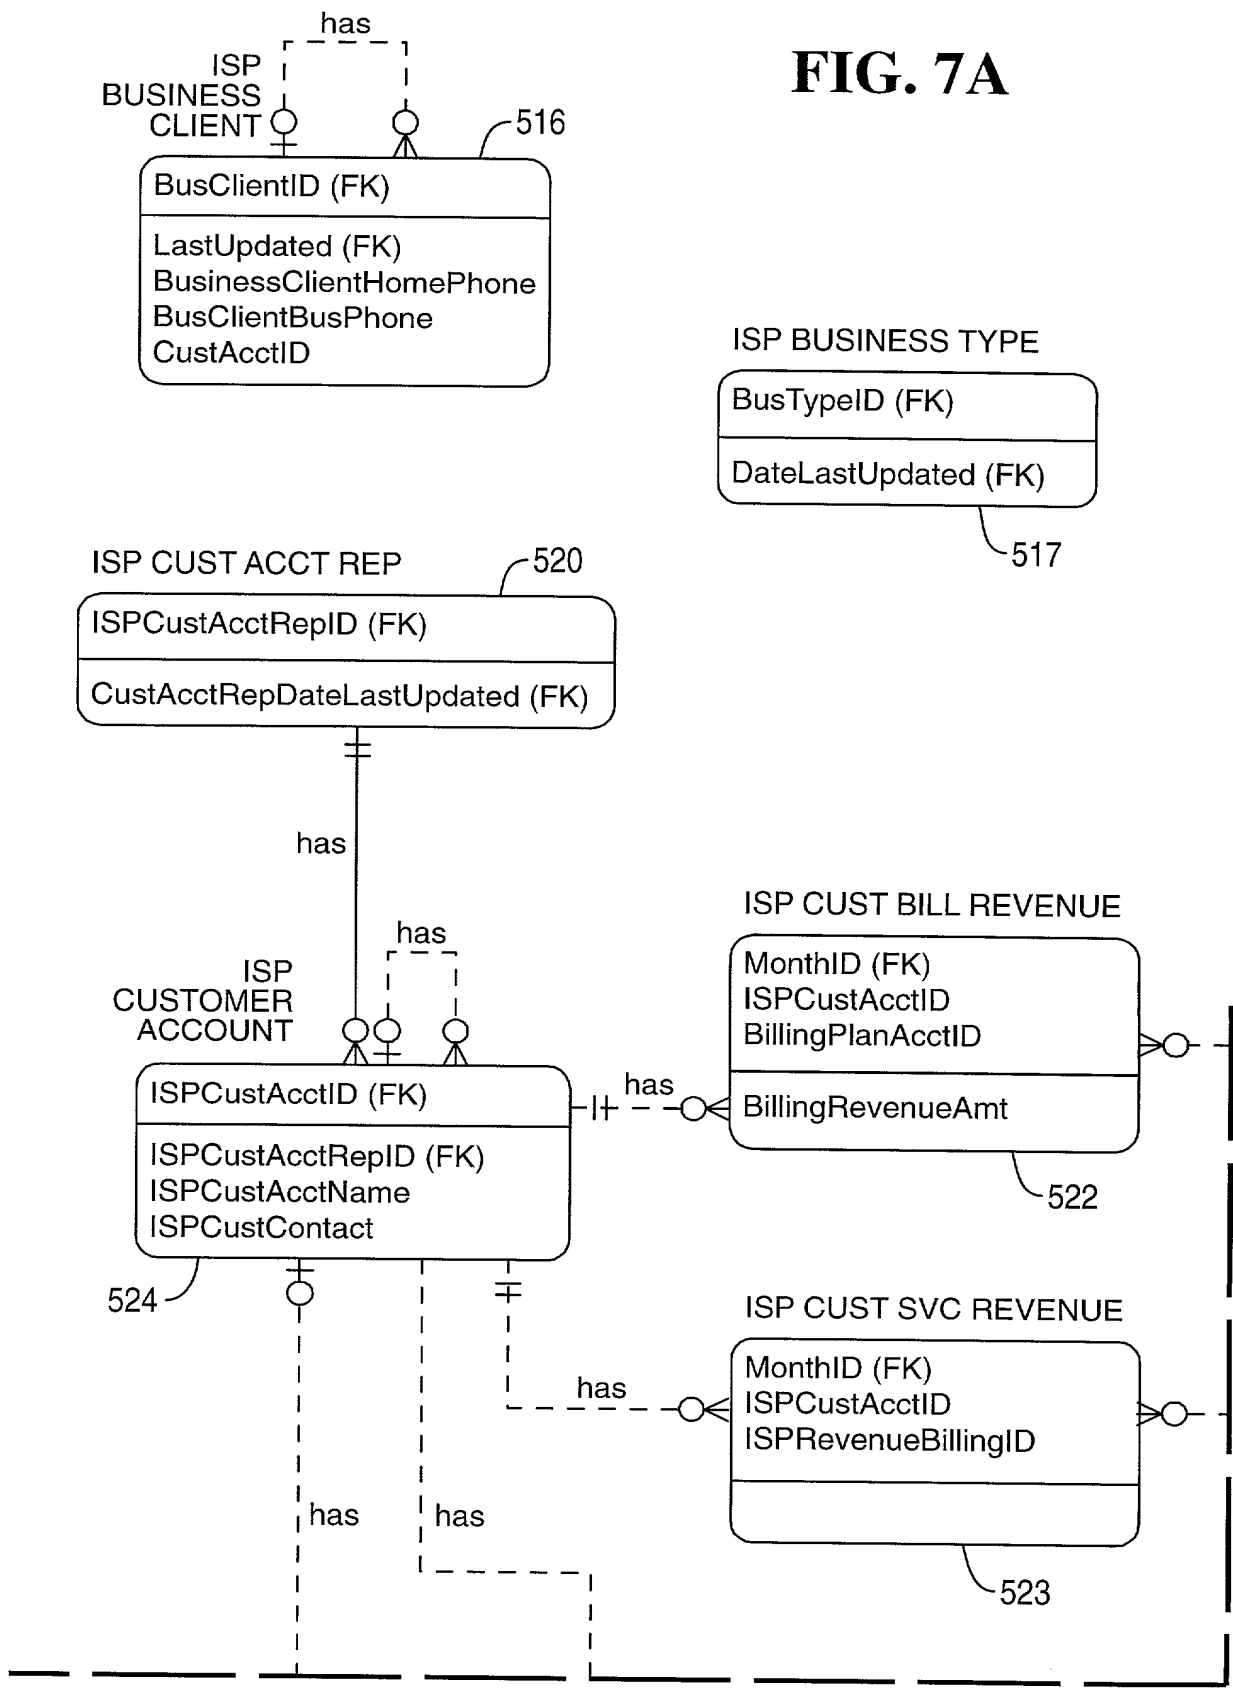 has
FIG. 7A
ISP
BUSINESS
CLIENT
516
BusClientID (FK)
LastUpdated (FK)
BusinessClientHomePhone
BusClientBusPhone
CustAcctID
ISP BUSINESS TYPE
BusTypeID (FK)
DateLastUpdated (FK)
517
ISP CUST ACCT REP
520
ISPCustAcctRepID (FK)
CustAcctRepDateLastUpdated (FK)
has
has
ISP
CUSTOMER
ACCOUNT
ISP CUST BILL REVENUE
MonthID (FK)
ISPCustAcctID
BillingPlanAcctID
BillingRevenueAmt
522
has
ISPCustAcctID (FK)
ISPCustAcctRepID (FK)
ISPCustAcctName
ISPCustContact
524
ISP CUST SVC REVENUE
MonthID (FK)
ISPCustAcctID
ISPRevenueBillingID
523
has
has
has